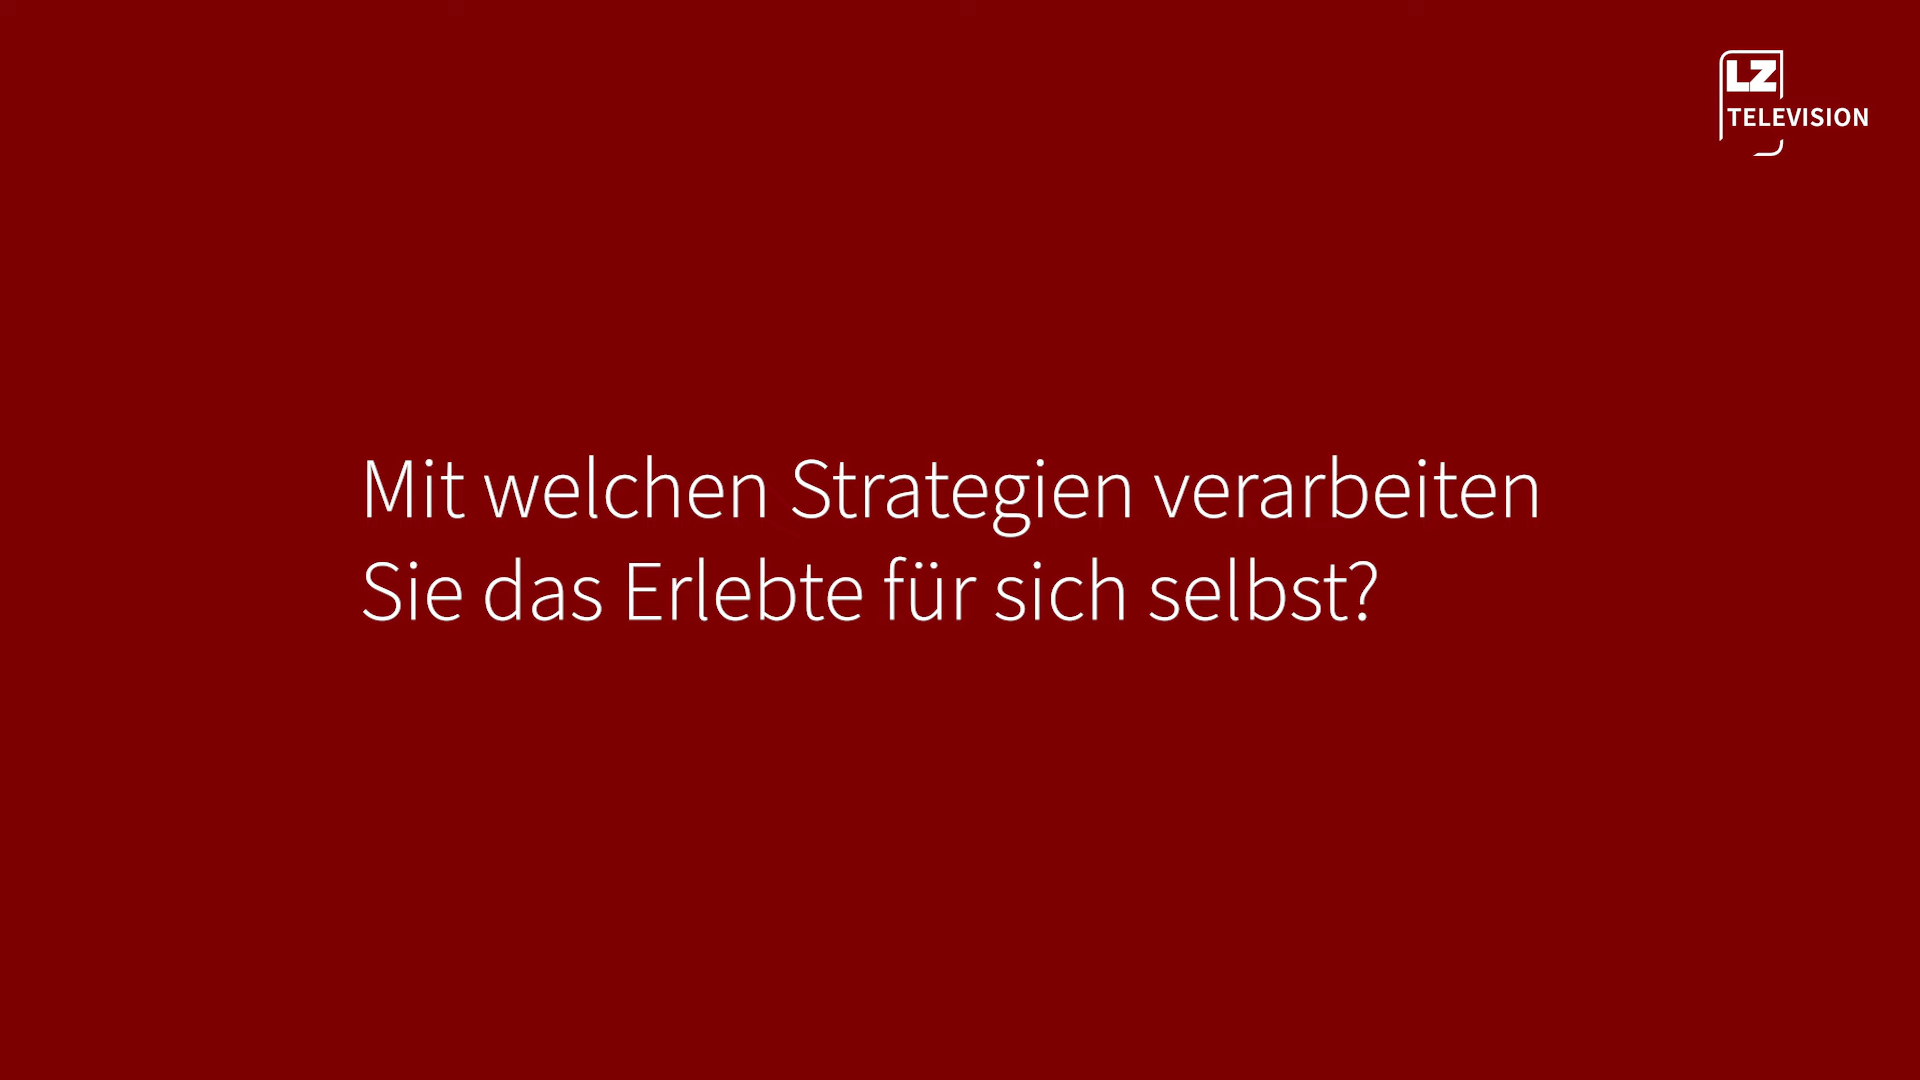 LZ
TELEVISION
Mit welchen Strategien verarbeiten
Sie das Erlebte für sich selbst?